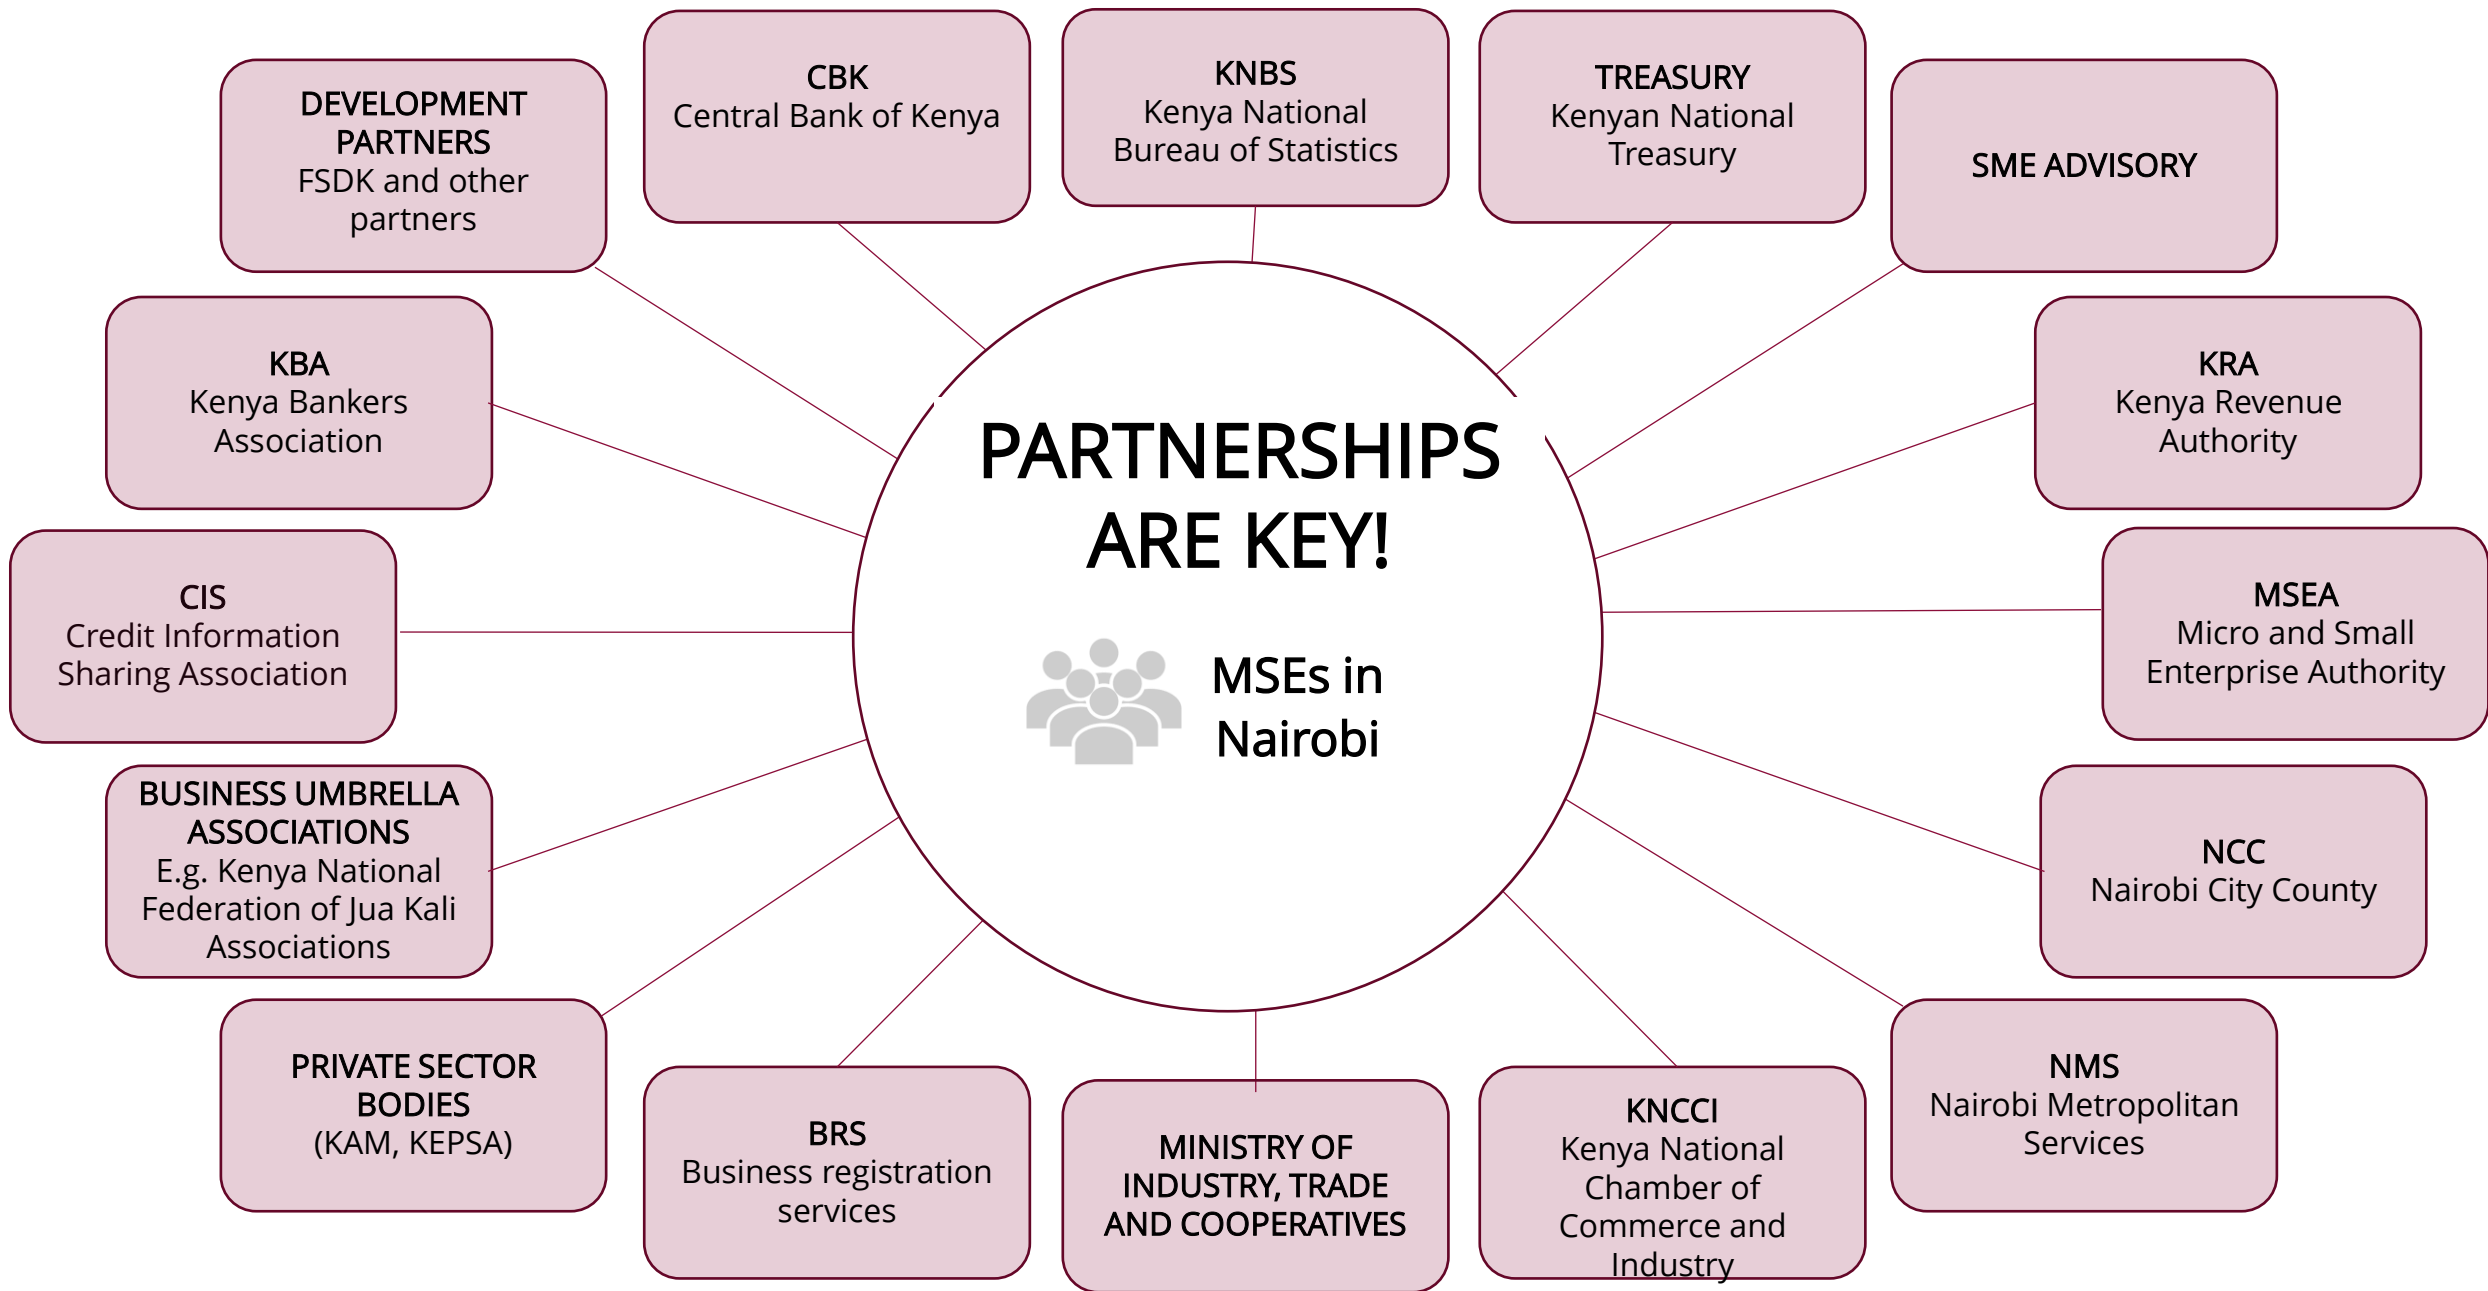 DEVELOPMENT
PARTNERS
FSDK and other
partners
CBK
Central Bank of Kenya
KNBS
Kenya National
Bureau of Statistics
TREASURY
Kenyan National
Treasury
SME ADVISORY
KBA
Kenya Bankers
Association
KRA
Kenya Revenue
Authority
PARTNERSHIPS
ARE KEY!
MSEs in
Nairobi
CIS
Credit Information
Sharing Association
MSEA
Micro and Small
Enterprise Authority
BUSINESS UMBRELLA
ASSOCIATIONS
E.g. Kenya National
Federation of Jua Kali
Associations
NCC
Nairobi City County
PRIVATE SECTOR
BODIES
(KAM, KEPSA)
BRS
Business registration
services
MINISTRY OF
INDUSTRY, TRADE
AND COOPERATIVES
KNCCI
Kenya National
Chamber of
Commerce and
Industry
NMS
Nairobi Metropolitan
Services